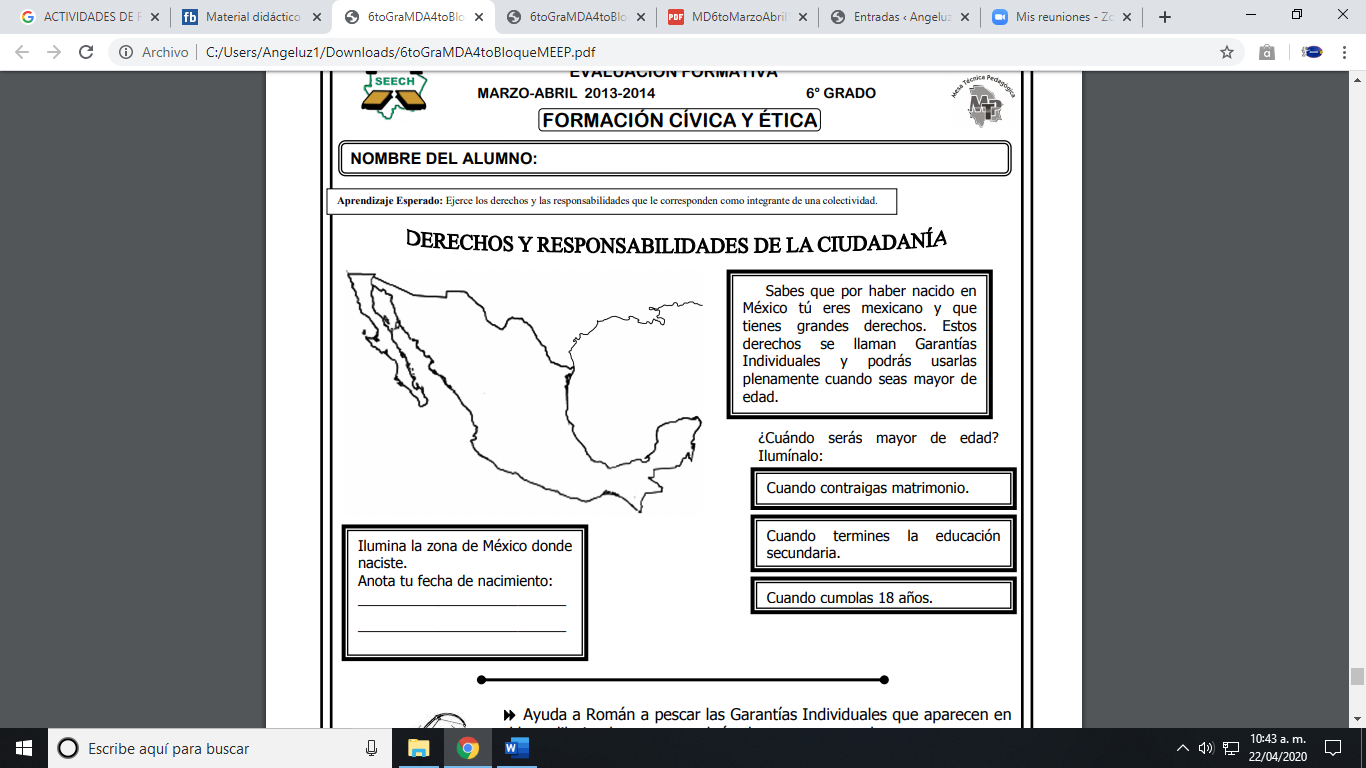 ACTIVIDADES DE F
Material didáctico
6toGraMDA4toBlo
6toGraMDA4toBlo
MD6toMarzoAbril
Entradas ‹ Angeluz
Mis reuniones - Zo
Archivo
C:/Users/Angeluz1/Downloads/6toGraMDA4toBloqueMEEP.pdf
EVALUACIÓN FORMATIVA
SEECH
MARZO-ABRIL 2013-2014
6° GRADO
Mesa Técnica Pedagógica
MTP
FORMACIÓN CÍVICA Y ÉTICA
NOMBRE DEL ALUMNO:
Aprendizaje Esperado: Ejerce los derechos y las responsabilidades que le corresponden como integrante de una colectividad.
DERECHOS Y RESPONSABILIDADES DE LA CIUDADANÍA
Sabes que por haber nacido en
México tú eres mexicano y que
tienes grandes derechos. Estos
derechos se llaman Garantías
Individuales y podrás usarlas
plenamente cuando seas mayor de
edad.
¿Cuándo serás mayor de edad?
Ilumínalo:
Cuando contraigas matrimonio.
Cuando termines la educación
secundaria.
Cuando cumplas 18 años.
Ilumina la zona de México donde
naciste.
Anota tu fecha de nacimiento:
Ayuda a Román a pescar las Garantías Individuales que aparecen en
Escribe aquí para buscar
10:43 a. m.
22/04/2020